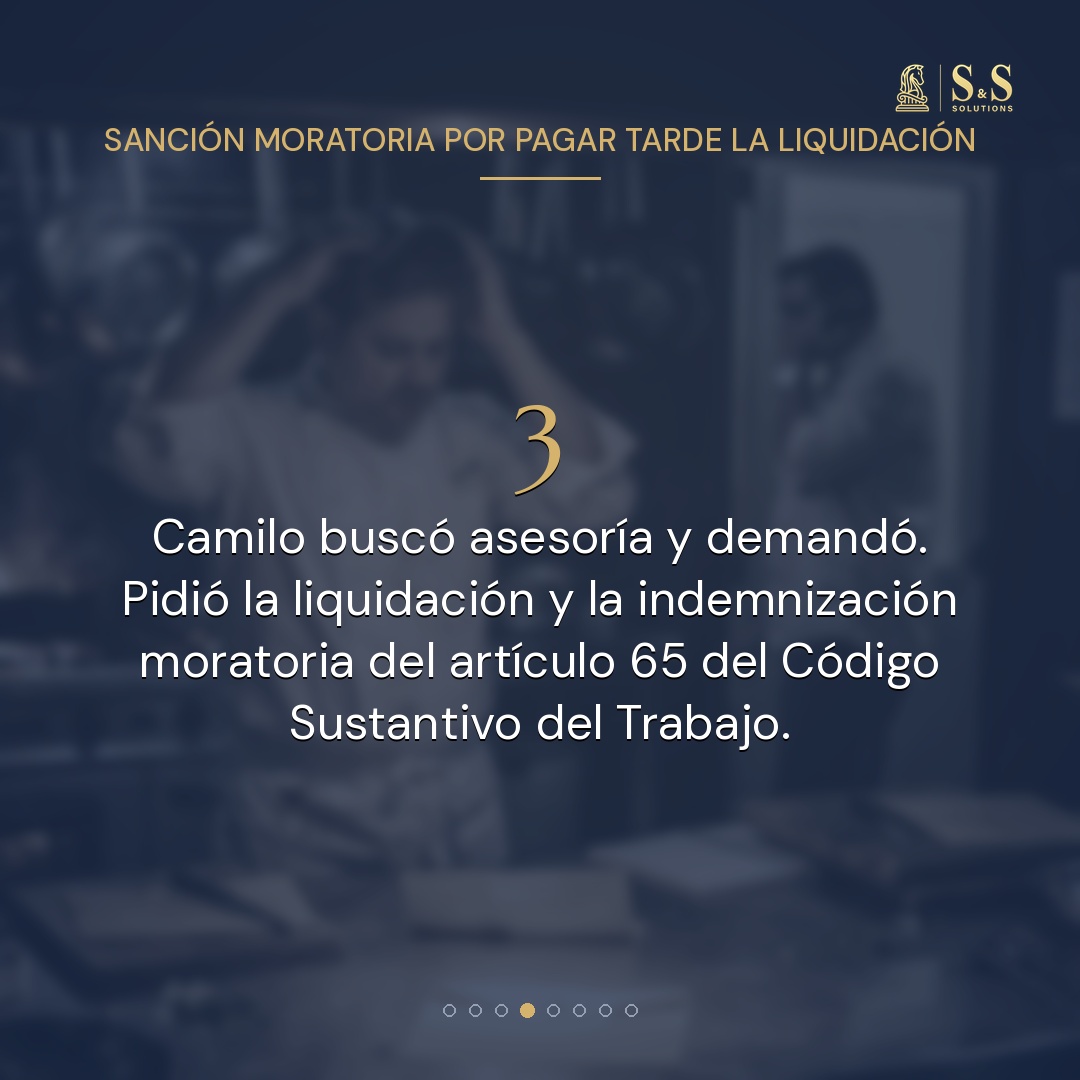 S&S
SOLUTIONS
SANCIÓN MORATORIA POR PAGAR TARDE LA LIQUIDACIÓN
3
Camilo buscó asesoría y demandó.
Pidió la liquidación y la indemnización
moratoria del artículo 65 del Código
Sustantivo del Trabajo.